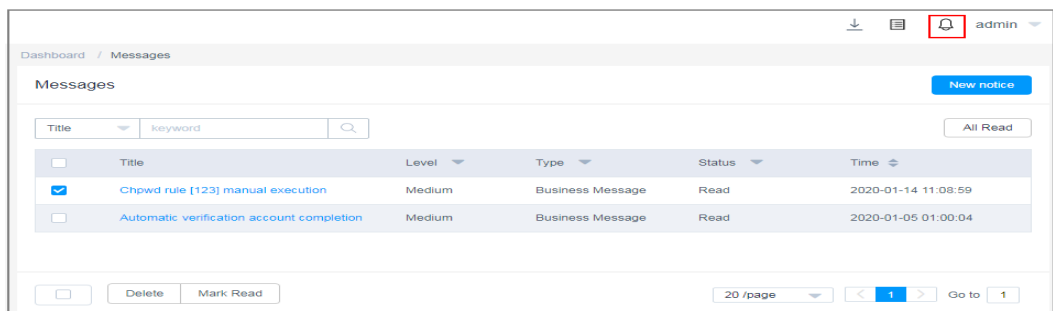 admin
Dashboard / Messages
Messages
New notice
Title keyword
All Read
Title Level Type Status Time
Chpwd rule [123] manual execution Medium Business Message Read 2020-01-14 11:08:59
Automatic verification account completion Medium Business Message Read 2020-01-05 01:00:04
Delete Mark Read 20 /page < 1 > Go to 1